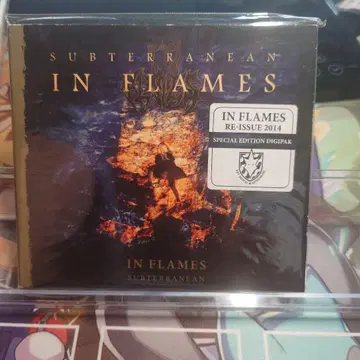 SUBTERRANEAN
IN FLAMES
IN FLAMES
RE-ISSUE 2014
SPECIAL EDITION DIGIPAK
IN FLAMES
SUBTERRANEAN